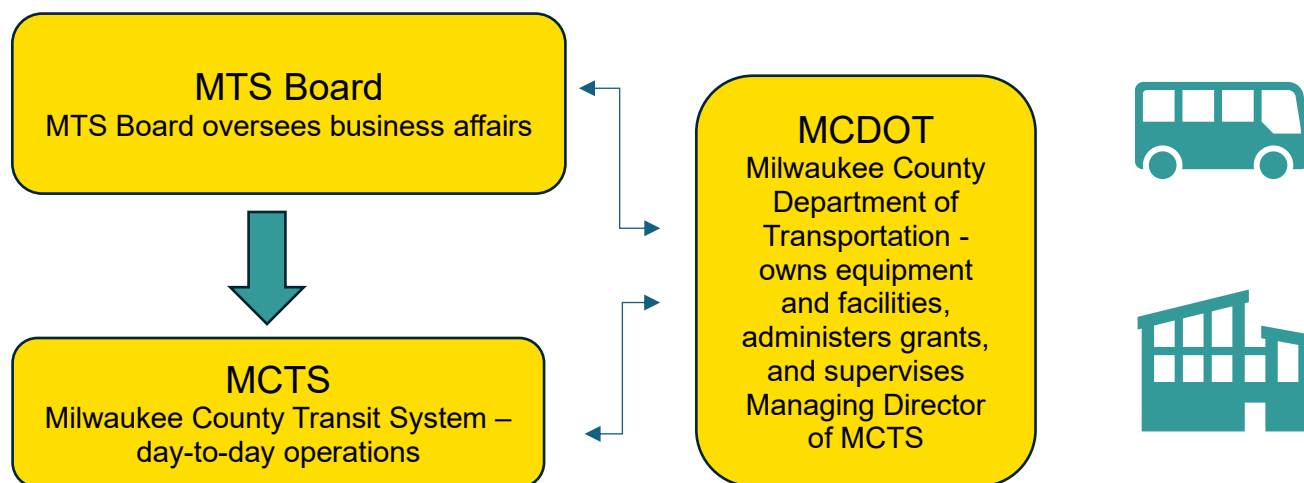 MTS Board
MTS Board oversees business affairs
MCTS
Milwaukee County Transit System –
day-to-day operations
MCDOT
Milwaukee County
Department of
Transportation -
owns equipment
and facilities,
administers grants,
and supervises
Managing Director
of MCTS